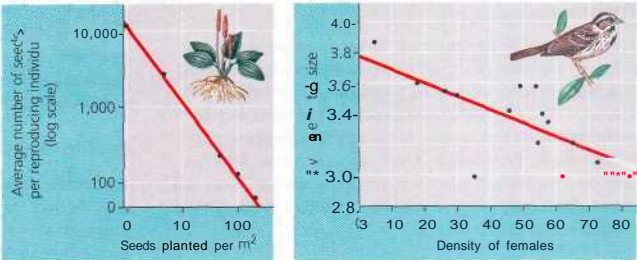 Average number of seeds
per reproducing individu
(log scale)
10,000
1,000
100
0
0 10 100
Seeds planted per m2
4.0
3.8
3.6
3.4
3.0
2.8
size
10 20 30 40 50 60 70 80
Density of females